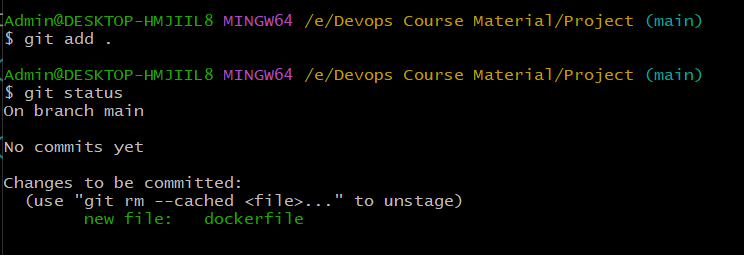 Admin@DESKTOP-HMJIIL8 MINGW64 /e/Devops Course Material/Project (main)
$ git add .
Admin@DESKTOP-HMJIIL8 MINGW64 /e/Devops Course Material/Project (main)
$ git status
On branch main
No commits yet
Changes to be committed:
  (use "git rm --cached <file>..." to unstage)
        new file:   dockerfile